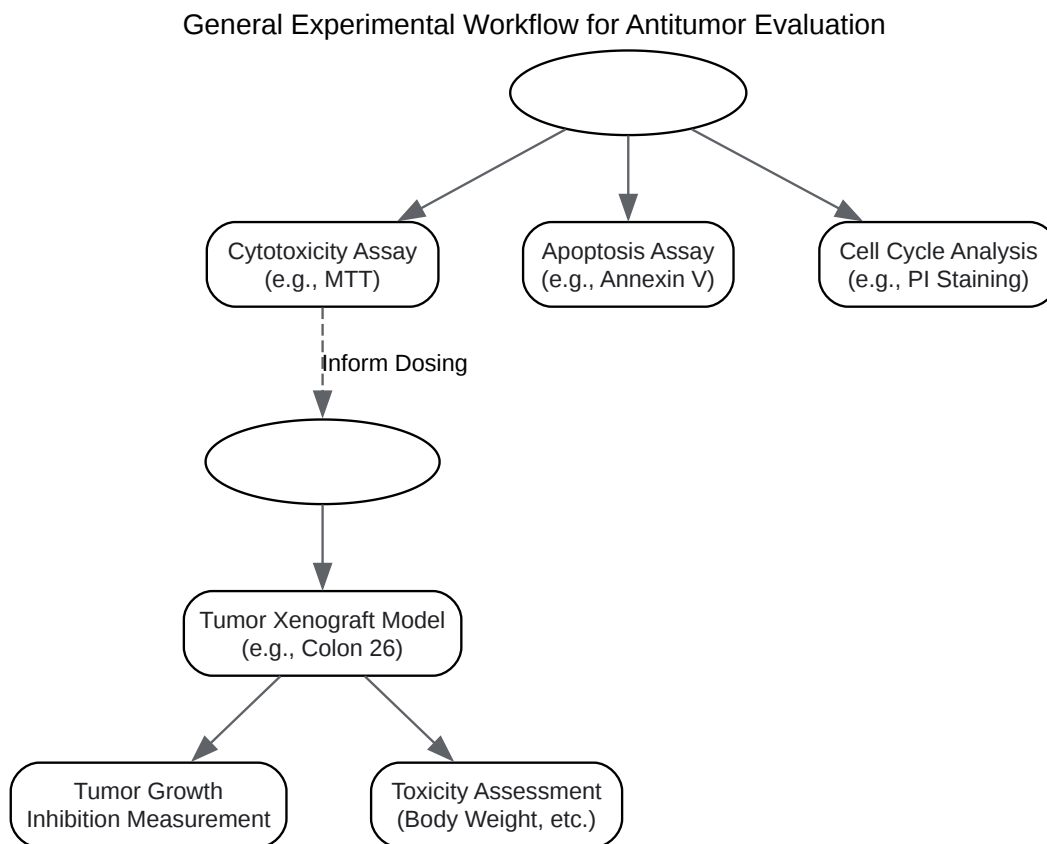 General Experimental Workflow for Antitumor Evaluation
Cytotoxicity Assay
(e.g., MTT)
Apoptosis Assay
(e.g., Annexin V)
Cell Cycle Analysis
(e.g., PI Staining)
Inform Dosing
Tumor Xenograft Model
(e.g., Colon 26)
Tumor Growth
Inhibition Measurement
Toxicity Assessment
(Body Weight, etc.)